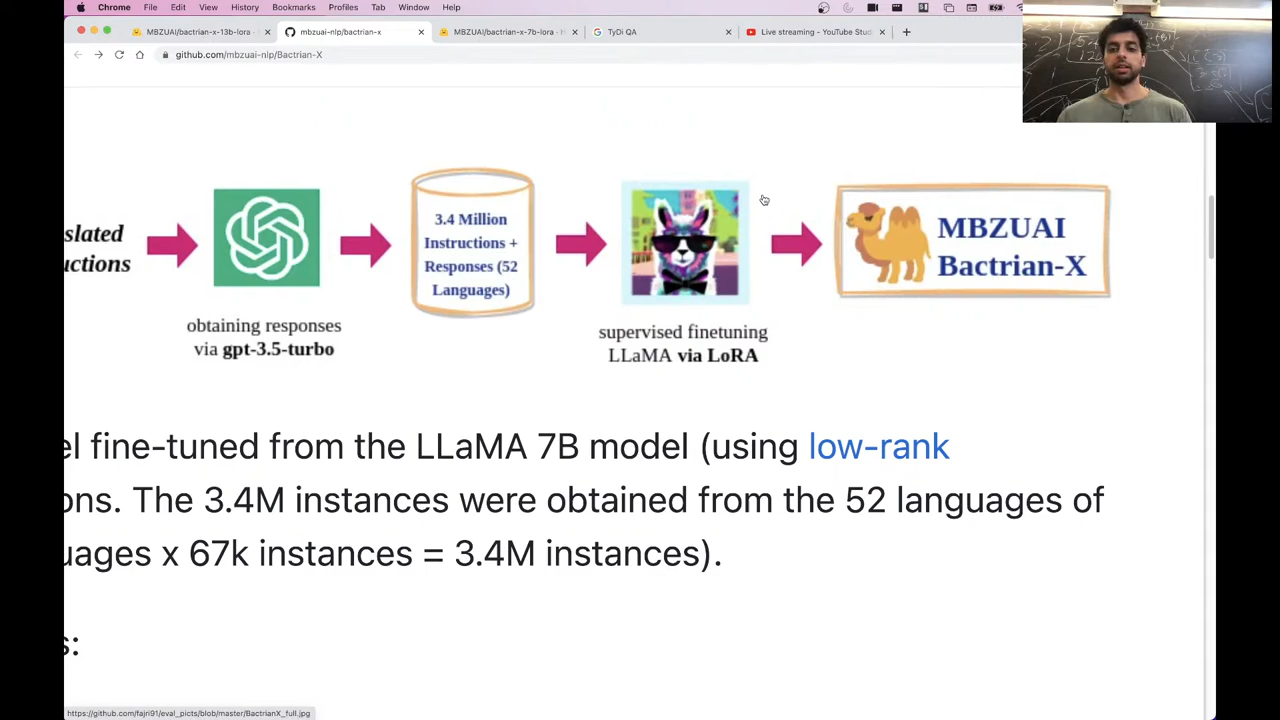 Chrome File Edit View History Bookmarks Profiles Tab Window Help
MBZUAI/bactrian-x-13b-lora mbzuai-nlp/bactrian-x MBZUAI/bactrian-x-7b-lora - H TyDi QA Live streaming - YouTube Stud
github.com/mbzuai-nlp/Bactrian-X
slated
uctions
obtaining responses
via gpt-3.5-turbo
3.4 Million
Instructions +
Responses (52
Languages)
supervised finetuning
LLaMA via LoRA
MBZUAI
Bactrian-X
el fine-tuned from the LLaMA 7B model (using low-rank
ons. The 3.4M instances were obtained from the 52 languages of
uages x 67k instances = 3.4M instances).
s:
https://github.com/fajri91/eval_picts/blob/master/BactrianX_full.jpg